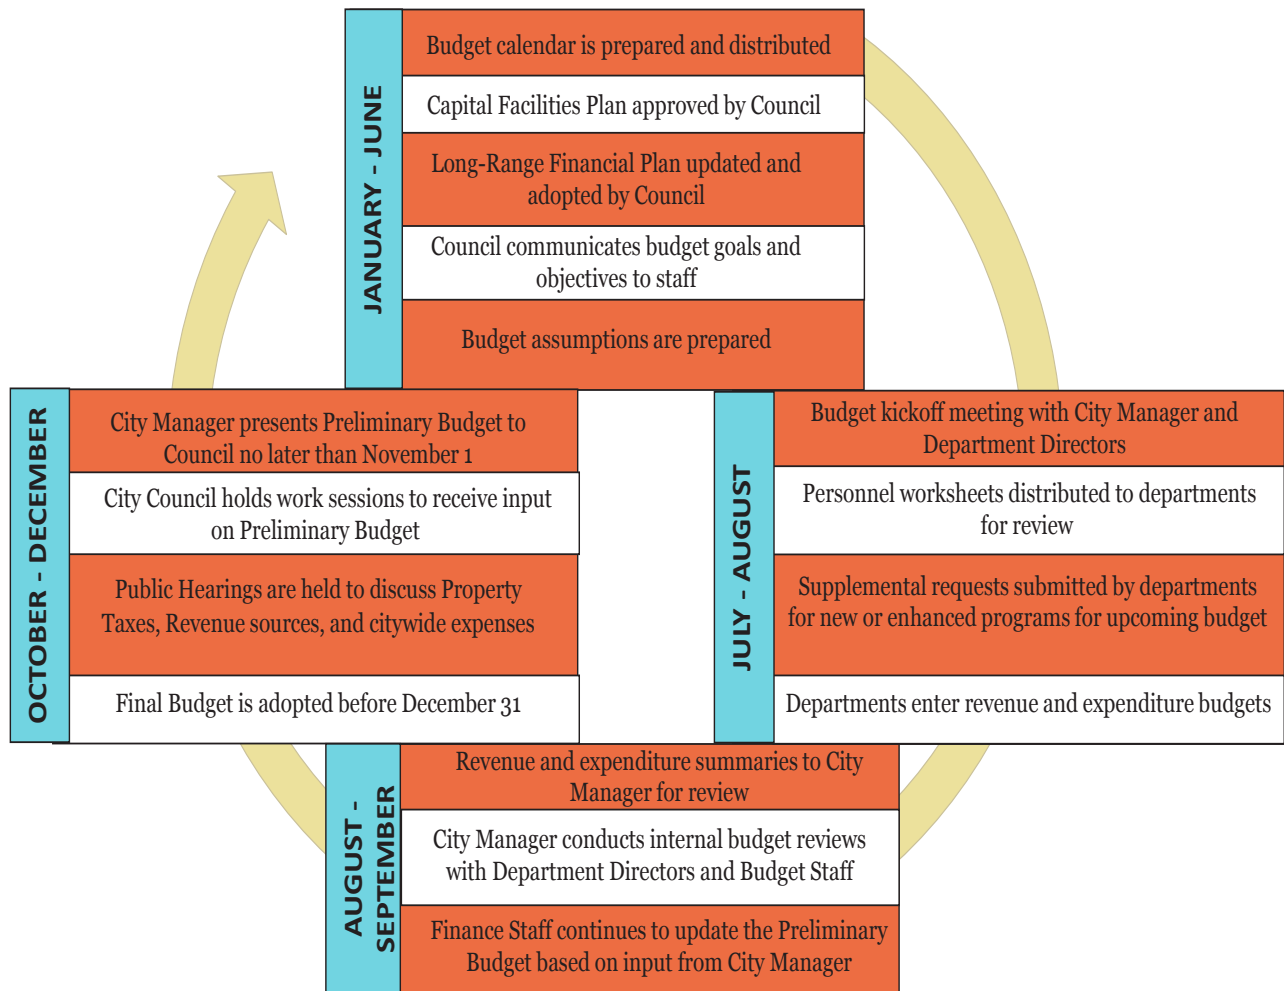 JANUARY - JUNE
Budget calendar is prepared and distributed
Capital Facilities Plan approved by Council
Long-Range Financial Plan updated and
adopted by Council
Council communicates budget goals and
objectives to staff
Budget assumptions are prepared
JULY - AUGUST
Budget kickoff meeting with City Manager and
Department Directors
Personnel worksheets distributed to departments
for review
Supplemental requests submitted by departments
for new or enhanced programs for upcoming budget
Departments enter revenue and expenditure budgets
AUGUST -
SEPTEMBER
Revenue and expenditure summaries to City
Manager for review
City Manager conducts internal budget reviews
with Department Directors and Budget Staff
Finance Staff continues to update the Preliminary
Budget based on input from City Manager
OCTOBER - DECEMBER
City Manager presents Preliminary Budget to
Council no later than November 1
City Council holds work sessions to receive input
on Preliminary Budget
Public Hearings are held to discuss Property
Taxes, Revenue sources, and citywide expenses
Final Budget is adopted before December 31